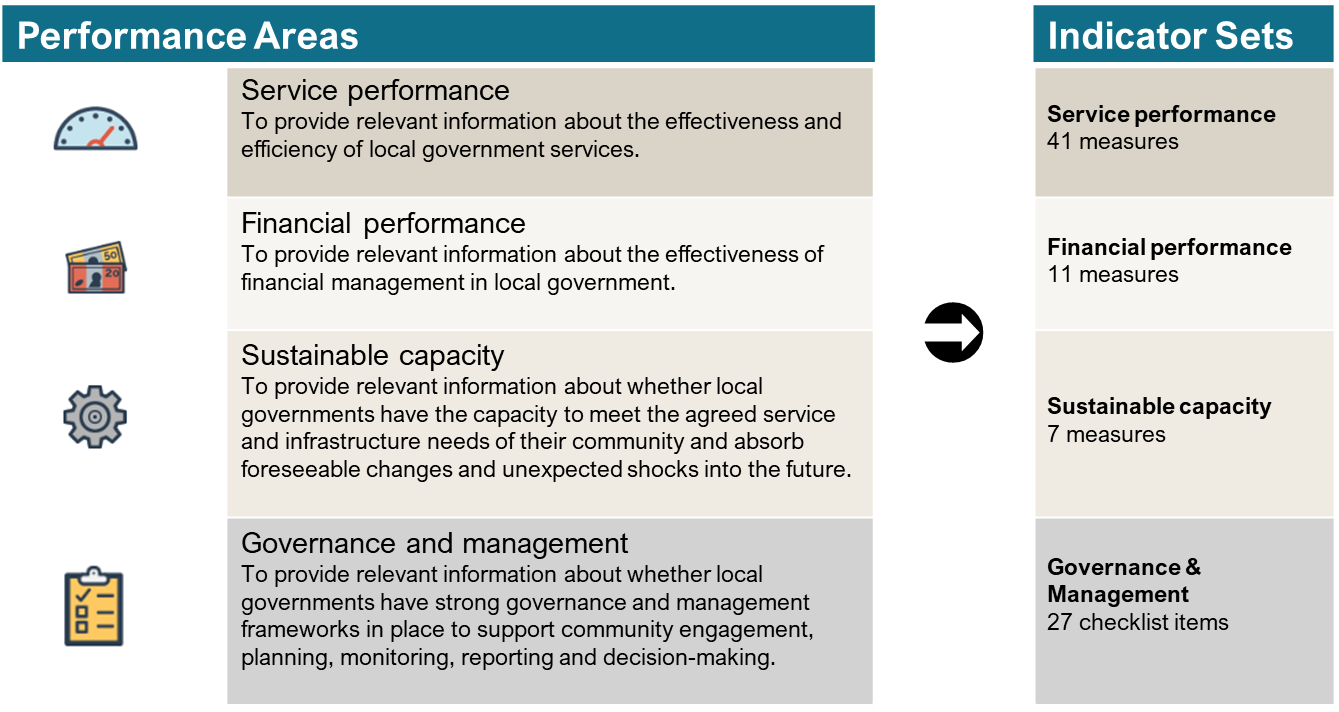 Performance Areas
Service performance
To provide relevant information about the effectiveness and
efficiency of local government services.
50
20
Financial performance
To provide relevant information about the effectiveness of
financial management in local government.
Sustainable capacity
To provide relevant information about whether local
governments have the capacity to meet the agreed service
and infrastructure needs of their community and absorb
foreseeable changes and unexpected shocks into the future.
Governance and management
To provide relevant information about whether local
governments have strong governance and management
frameworks in place to support community engagement,
planning, monitoring, reporting and decision-making.
Indicator Sets
Service performance
41 measures
Financial performance
11 measures
Sustainable capacity
7 measures
Governance &
Management
27 checklist items